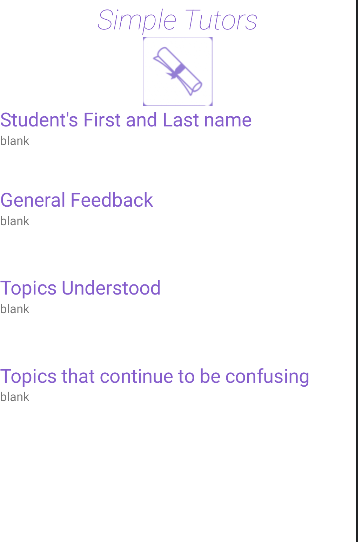 Simple Tutors
Student's First and Last name
blank
General Feedback
blank
Topics Understood
blank
Topics that continue to be confusing
blank